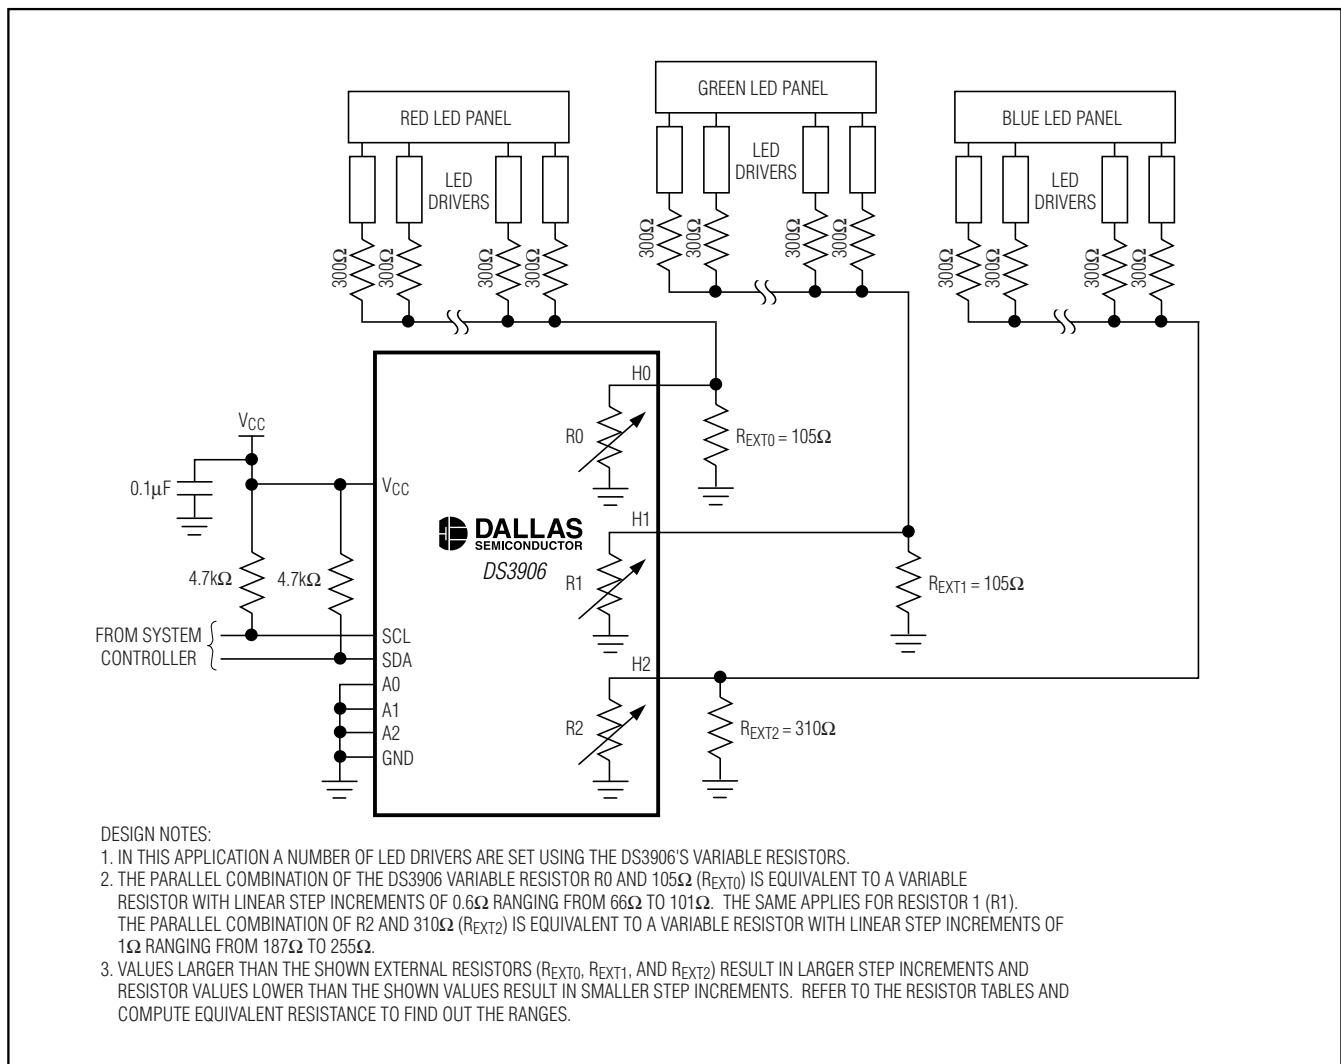 RED LED PANEL
GREEN LED PANEL
BLUE LED PANEL
LED
DRIVERS
LED
DRIVERS
LED
DRIVERS
300Ω
300Ω
300Ω
300Ω
300Ω
300Ω
300Ω
300Ω
300Ω
300Ω
300Ω
300Ω
VCC
0.1µF
4.7kΩ
4.7kΩ
FROM SYSTEM
CONTROLLER
VCC
SCL
SDA
A0
A1
A2
GND
DALLAS
SEMICONDUCTOR
DS3906
H0
R0
REXT0 = 105Ω
H1
R1
REXT1 = 105Ω
H2
R2
REXT2 = 310Ω
DESIGN NOTES:
1. IN THIS APPLICATION A NUMBER OF LED DRIVERS ARE SET USING THE DS3906'S VARIABLE RESISTORS.
2. THE PARALLEL COMBINATION OF THE DS3906 VARIABLE RESISTOR R0 AND 105Ω (REXT0) IS EQUIVALENT TO A VARIABLE
RESISTOR WITH LINEAR STEP INCREMENTS OF 0.6Ω RANGING FROM 66Ω TO 101Ω. THE SAME APPLIES FOR RESISTOR 1 (R1).
THE PARALLEL COMBINATION OF R2 AND 310Ω (REXT2) IS EQUIVALENT TO A VARIABLE RESISTOR WITH LINEAR STEP INCREMENTS OF
1Ω RANGING FROM 187Ω TO 255Ω.
3. VALUES LARGER THAN THE SHOWN EXTERNAL RESISTORS (REXT0, REXT1, AND REXT2) RESULT IN LARGER STEP INCREMENTS AND
RESISTOR VALUES LOWER THAN THE SHOWN VALUES RESULT IN SMALLER STEP INCREMENTS. REFER TO THE RESISTOR TABLES AND
COMPUTE EQUIVALENT RESISTANCE TO FIND OUT THE RANGES.